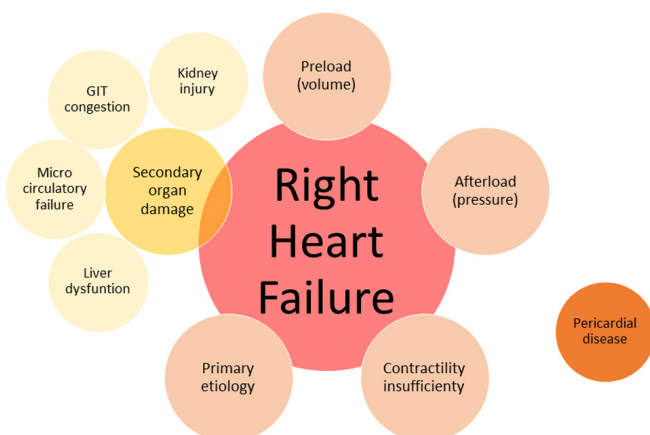 Kidney
injury
Preload
(volume)
GIT
congestion
Micro
circulatory
failure
Secondary
organ
damage
Right
Heart
Failure
Afterload
(pressure)
Liver
dysfuntion
Pericardial
disease
Primary
etiology
Contractility
insufficienty